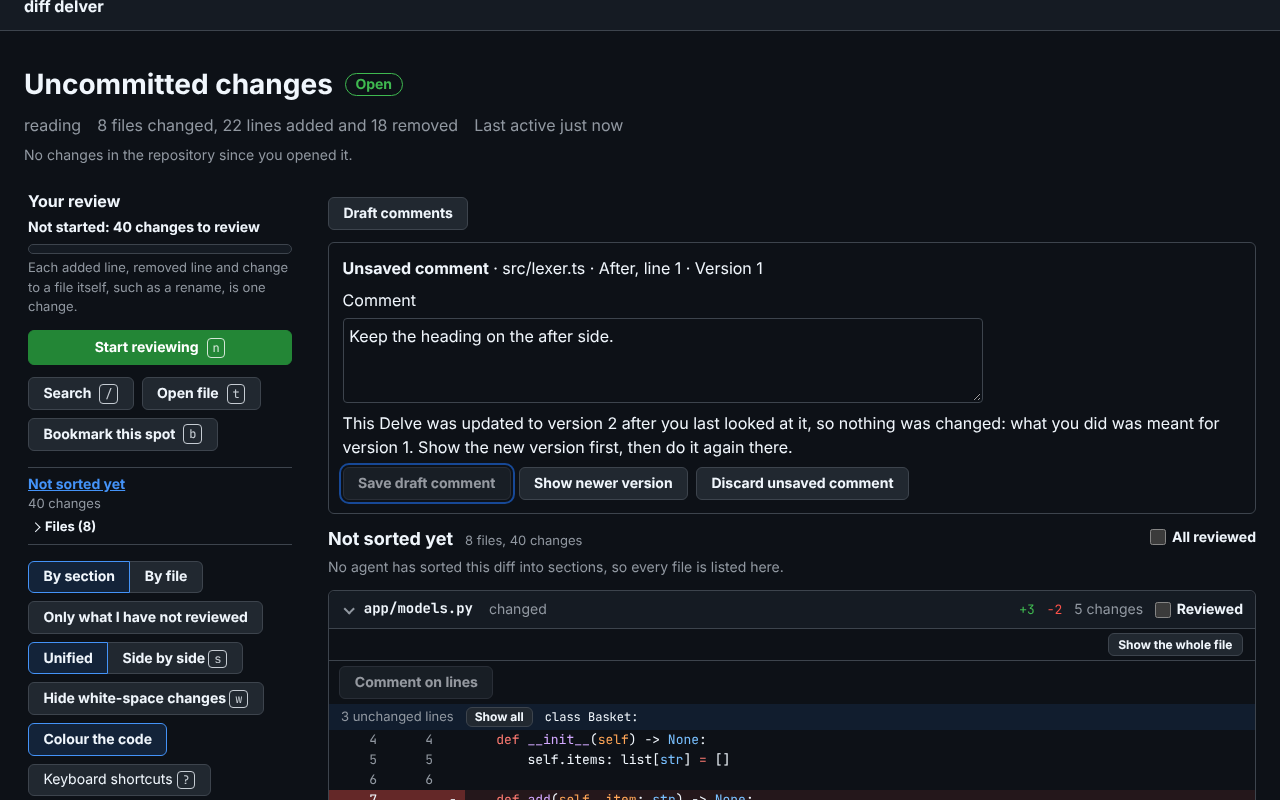 diff delver
Uncommitted changes Open
reading 8 files changed, 22 lines added and 18 removed Last active just now
No changes in the repository since you opened it.
Your review
Not started: 40 changes to review
Each added line, removed line and change
to a file itself, such as a rename, is one
change.
Start reviewing n
Search / Open file t
Bookmark this spot b
Not sorted yet
40 changes
Files (8)
By section By file
Only what I have not reviewed
Unified Side by side s
Hide white-space changes w
Colour the code
Keyboard shortcuts ?
Draft comments
Unsaved comment · src/lexer.ts · After, line 1 · Version 1
Comment
Keep the heading on the after side.
This Delve was updated to version 2 after you last looked at it, so nothing was changed: what you did was meant for
version 1. Show the new version first, then do it again there.
Save draft comment Show newer version Discard unsaved comment
Not sorted yet 8 files, 40 changes All reviewed
No agent has sorted this diff into sections, so every file is listed here.
app/models.py changed +3 -2 5 changes Reviewed
Show the whole file
Comment on lines
3 unchanged lines Show all class Basket:
4 4 def __init__(self) -> None:
5 5 self.items: list[str] = []
6 6
7 - def add(self, item: str) -> None: